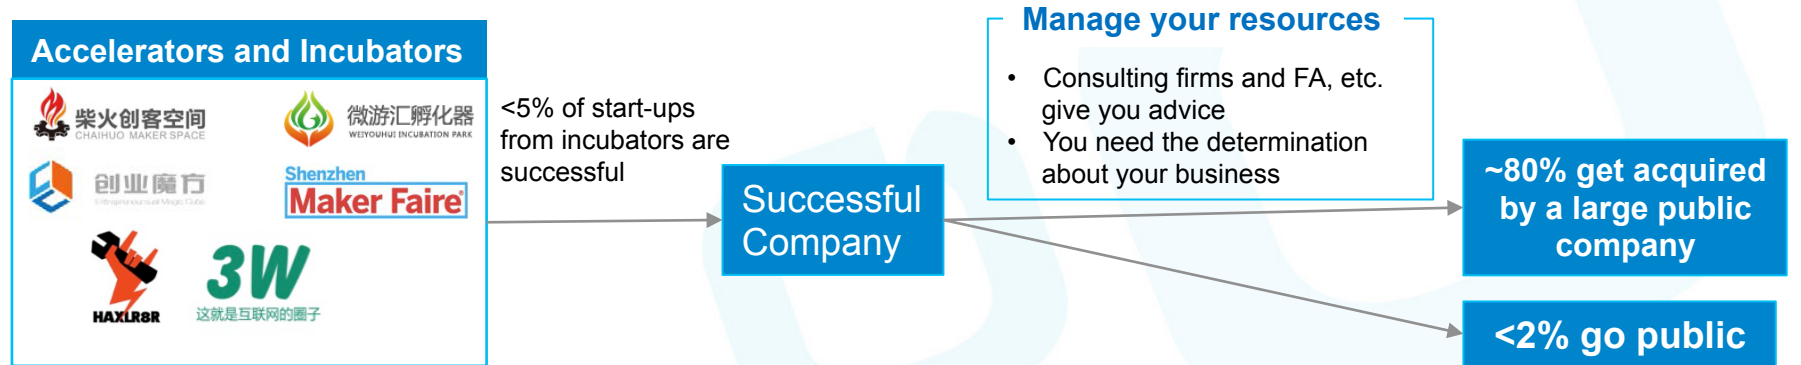 Accelerators and Incubators
柴火创客空间
CHAIHUO MAKER SPACE
微游汇孵化器
WEIYOUHUI INCUBATION PARK
创业魔方
Entrepreneursual Magic Cube
Shenzhen
Maker Faire®
HAXLR8R
3W
这就是互联网的圈子
<5% of start-ups
from incubators are
successful
Successful
Company
Manage your resources
• Consulting firms and FA, etc.
give you advice
• You need the determination
about your business
~80% get acquired
by a large public
company
<2% go public